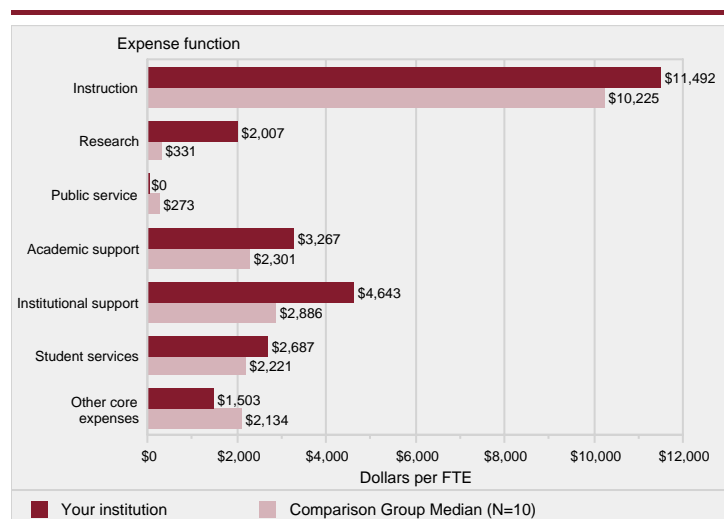 Expense function
Instruction
$11,492
$10,225
Research
$2,007
$331
Public service
$0
$273
Academic support
$3,267
$2,301
Institutional support
$4,643
$2,886
Student services
$2,687
$2,221
Other core
expenses
$1,503
$2,134
$0 $2,000 $4,000 $6,000 $8,000 $10,000 $12,000
Dollars per FTE
Your institution Comparison Group Median (N=10)